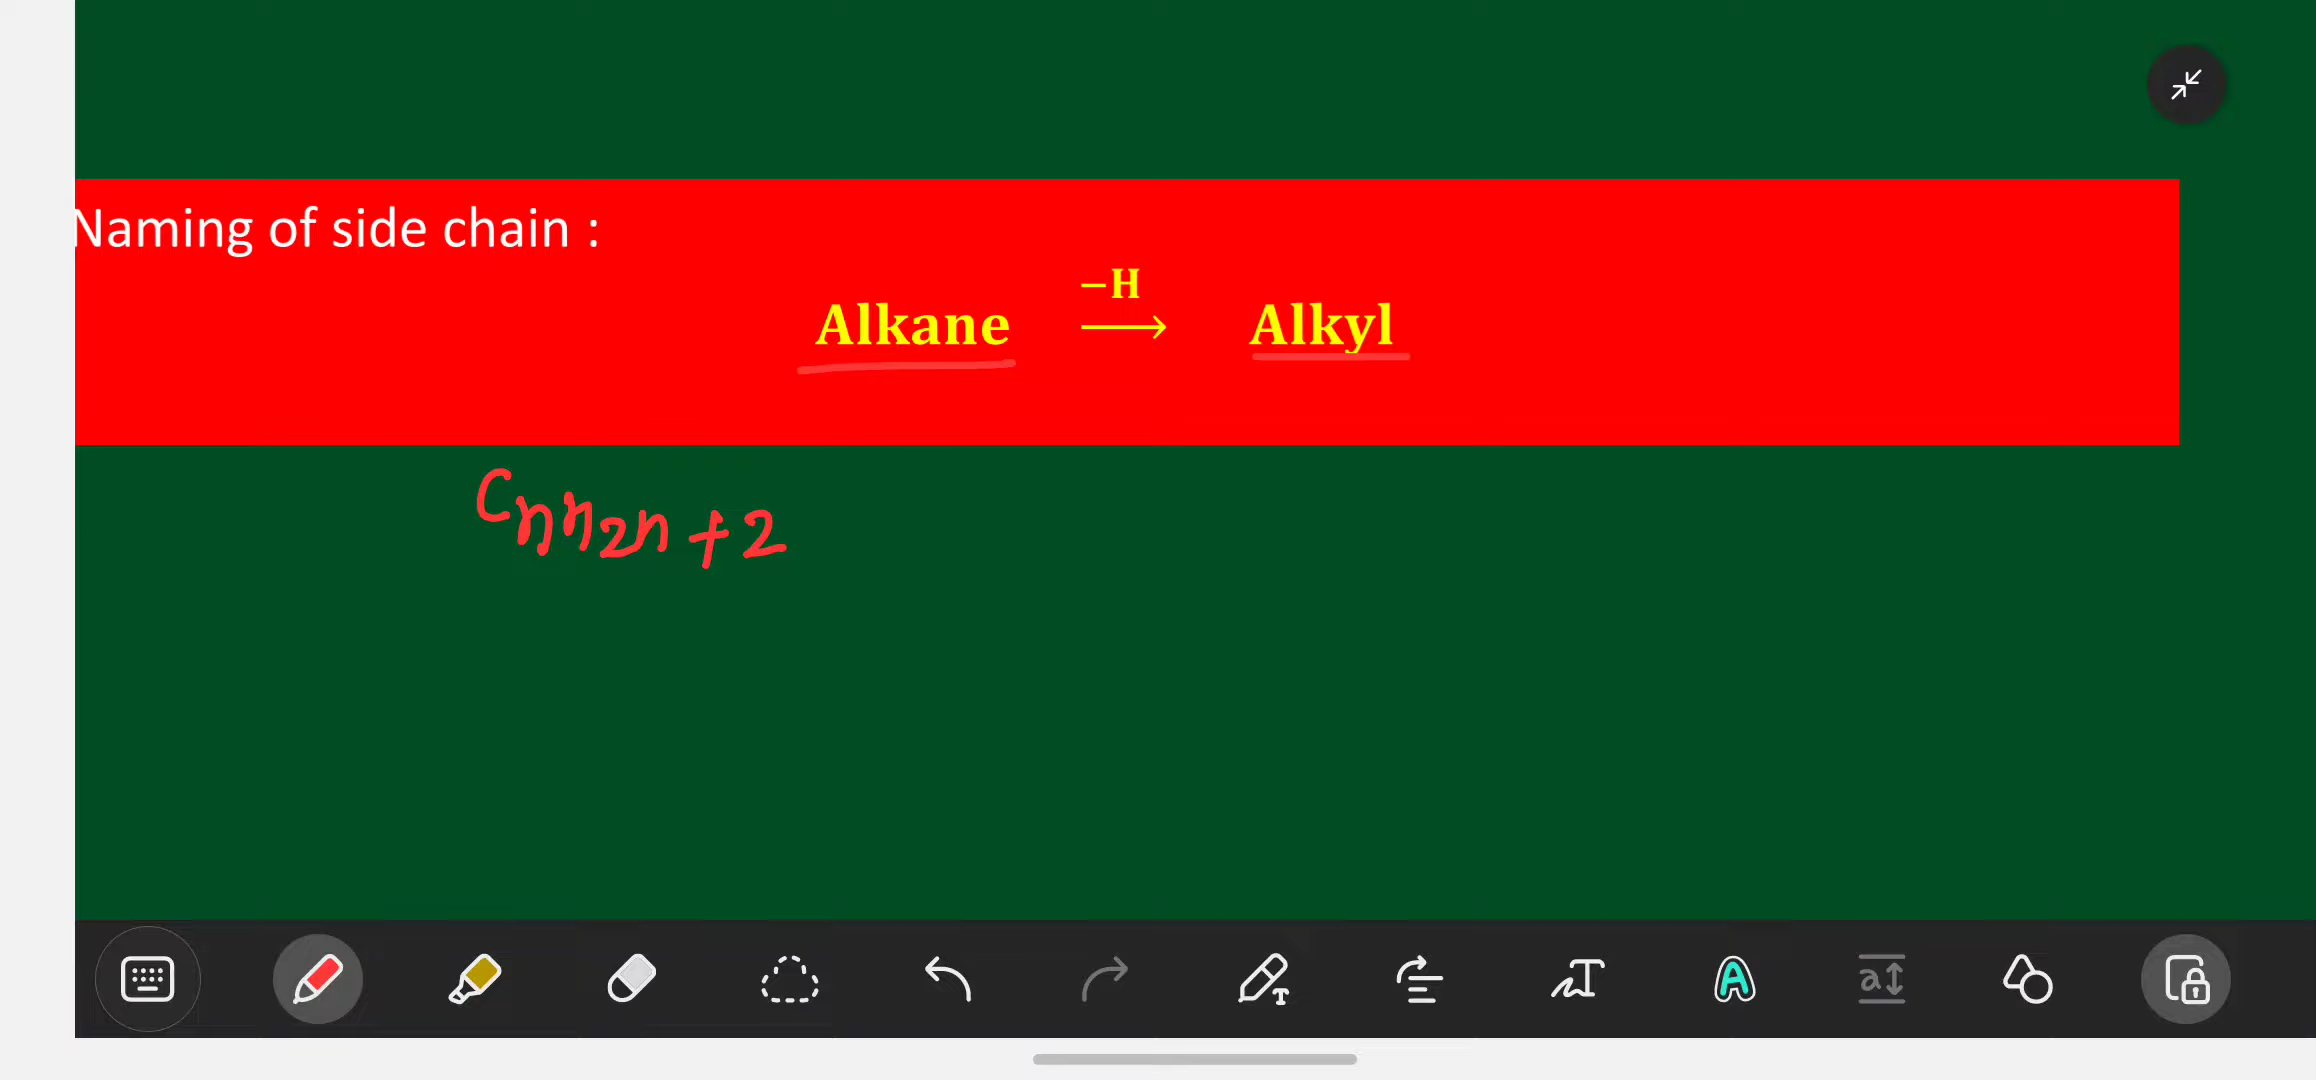 Naming of side chain :
Alkane —H→ Alkyl
CnH2n+2